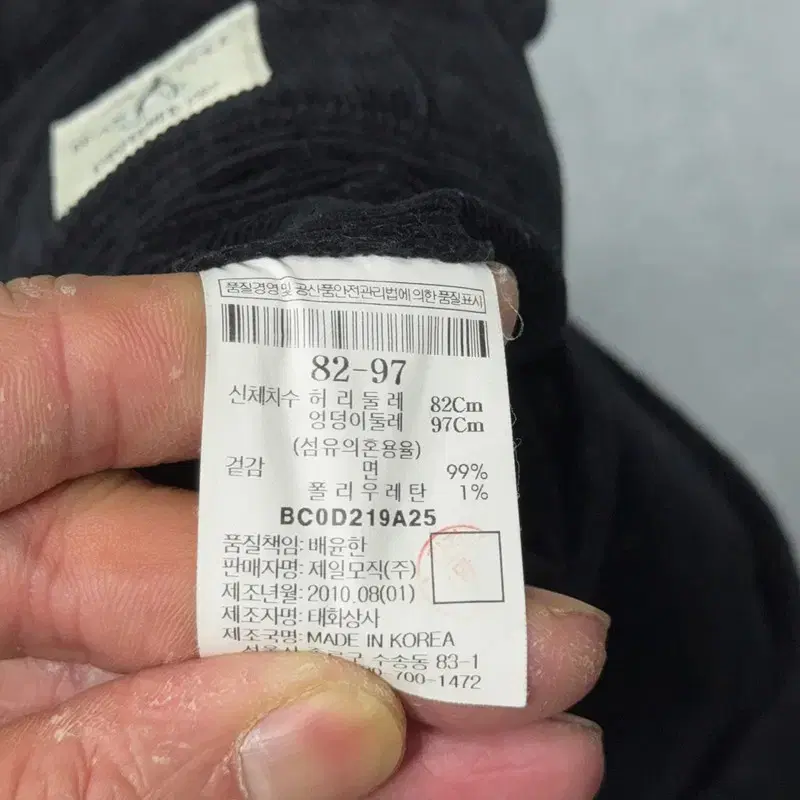 품질경영및 공산품안전관리법에 의한 품질표시
82-97
신체치수 허 리 둘 레 82Cm
엉덩이둘레 97Cm
(섬유의혼용율)
겉감 면 99%
폴 리 우 레 탄 1%
BC0D219A25
품질책임: 배윤한
판매자명: 제일모직(주)
제조년월: 2010.08(01)
제조자명: 태화상사
제조국명: MADE IN KOREA
수송동 83-1
700-1472